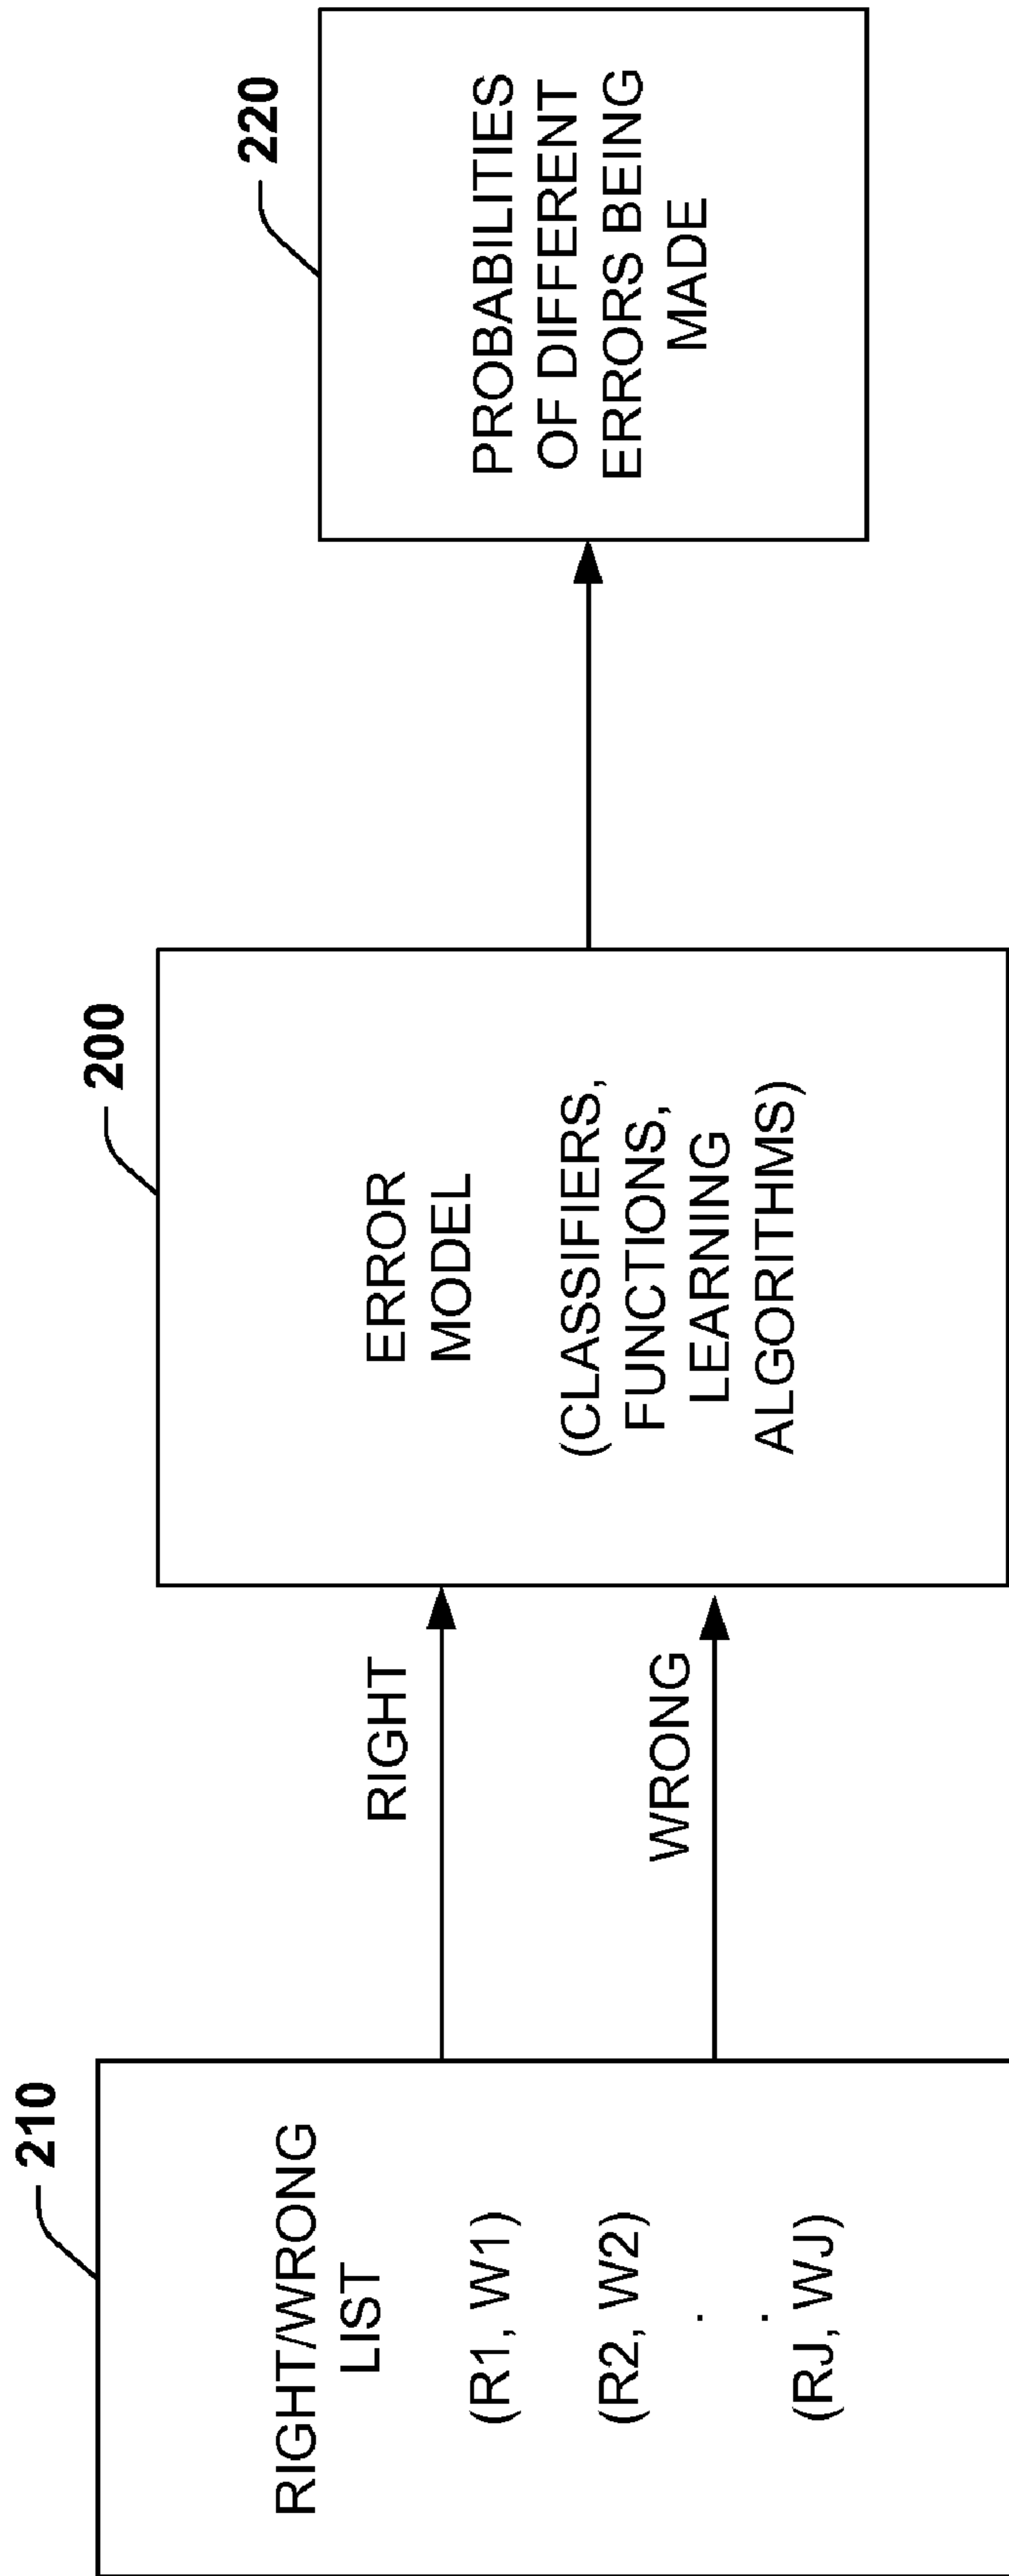 210
RIGHT/WRONG
LIST
(R1, W1)
(R2, W2)
.
.
(RJ, WJ)
RIGHT
WRONG
200
ERROR
MODEL
(CLASSIFIERS,
FUNCTIONS,
LEARNING
ALGORITHMS)
220
PROBABILITIES
OF DIFFERENT
ERRORS BEING
MADE